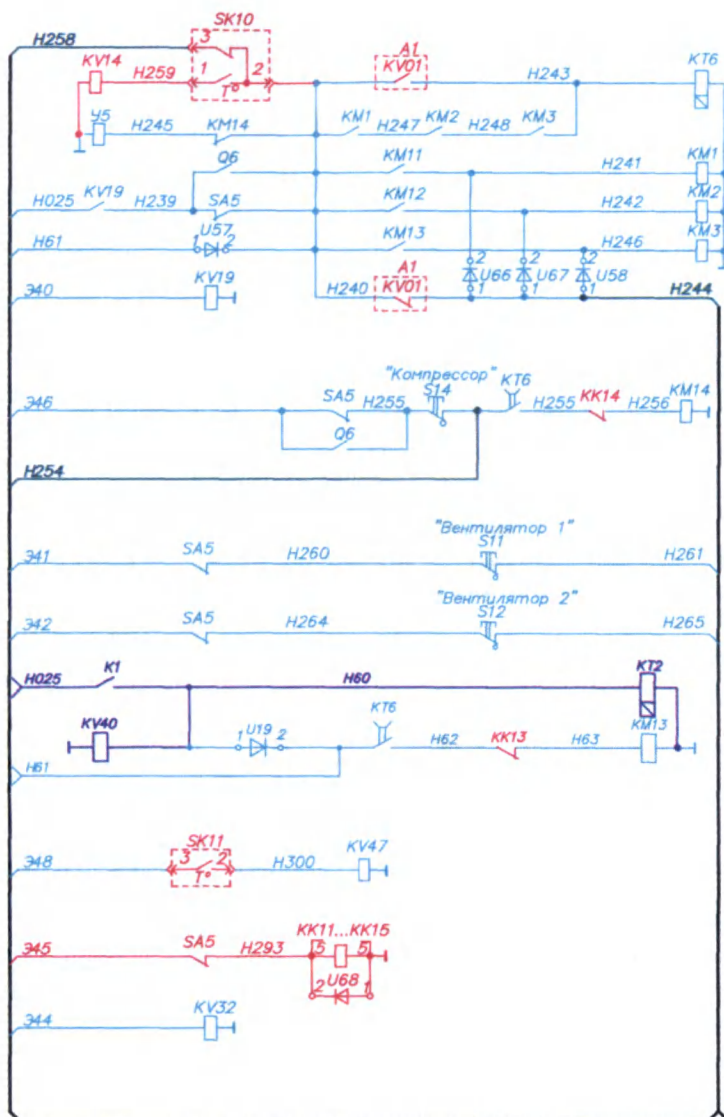 SK10
H258 3 A1
KV14 H259 1 2 KV01 H243 KT6
T°
У5 H245 KM14 KM1 H247 KM2 H248 KM3
Q6 KM11 H241 KM1
H025 KV19 H239 SA5 KM12 H242 KM2
H61 1 U57 2 KM13 H246 KM3
2 2 2
A1 U66 U67 U58
Э40 KV19 H240 KV01 1 1 1 H244
"Компрессор"
Э46 SA5 H255 S14 KT6 H255 KK14 H256 KM14
Q6
H254
"Вентилятор 1"
Э41 SA5 H260 S11 H261
"Вентилятор 2"
Э42 SA5 H264 S12 H265
H025 K1 H60 KT2
KV40 1 U19 2 KT6 H62 KK13 H63 KM13
H61
SK11
Э48 3 2 H300 KV47
T°
KK11...KK15
Э45 SA5 H293 5 5
2 U68 1
Э44 KV32